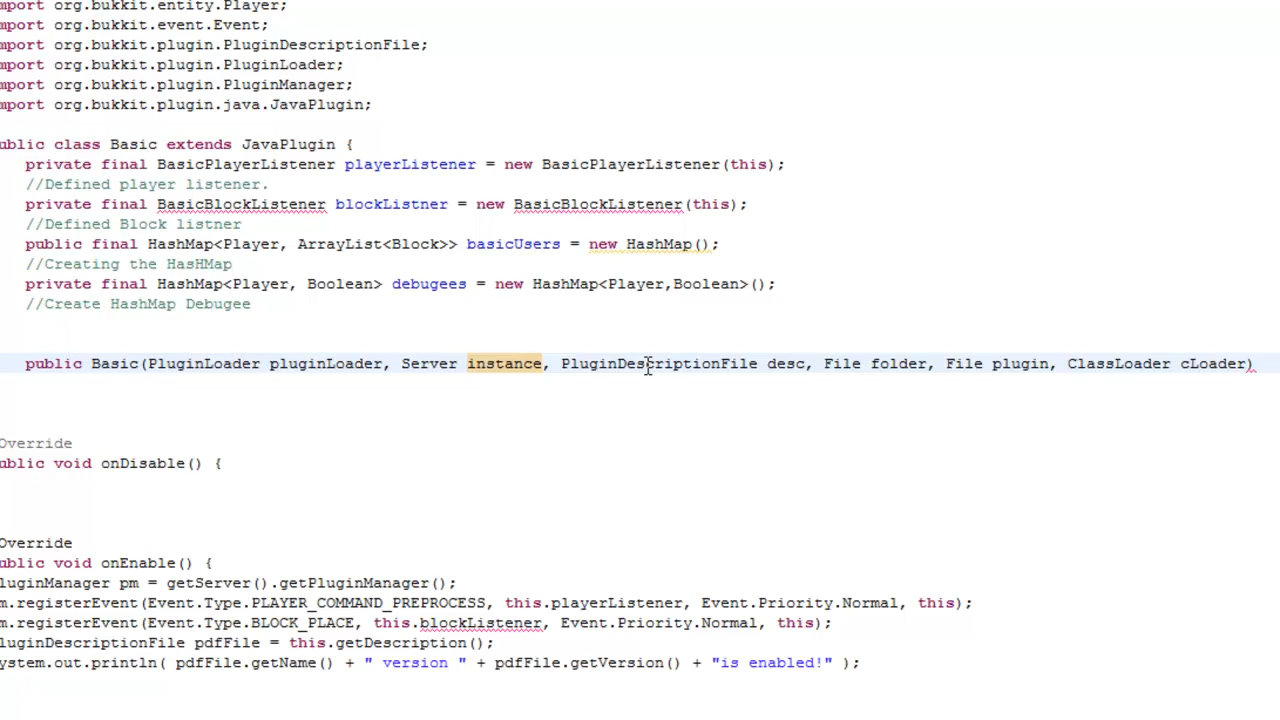 mport org.bukkit.entity.Player;
mport org.bukkit.event.Event;
mport org.bukkit.plugin.PluginDescriptionFile;
mport org.bukkit.plugin.PluginLoader;
mport org.bukkit.plugin.PluginManager;
mport org.bukkit.plugin.java.JavaPlugin;
ublic class Basic extends JavaPlugin {
private final BasicPlayerListener playerListener = new BasicPlayerListener(this);
//Defined player listener.
private final BasicBlockListener blockListner = new BasicBlockListener(this);
//Defined Block listner
public final HashMap<Player, ArrayList<Block>> basicUsers = new HashMap();
//Creating the HasHMap
private final HashMap<Player, Boolean> debugees = new HashMap<Player,Boolean>();
//Create HashMap Debugee
public Basic(PluginLoader pluginLoader, Server instance, PluginDescriptionFile desc, File folder, File plugin, ClassLoader cLoader)
Override
ublic void onDisable() {
Override
ublic void onEnable() {
luginManager pm = getServer().getPluginManager();
m.registerEvent(Event.Type.PLAYER_COMMAND_PREPROCESS, this.playerListener, Event.Priority.Normal, this);
m.registerEvent(Event.Type.BLOCK_PLACE, this.blockListener, Event.Priority.Normal, this);
luginDescriptionFile pdfFile = this.getDescription();
ystem.out.println( pdfFile.getName() + " version " + pdfFile.getVersion() + "is enabled!" );